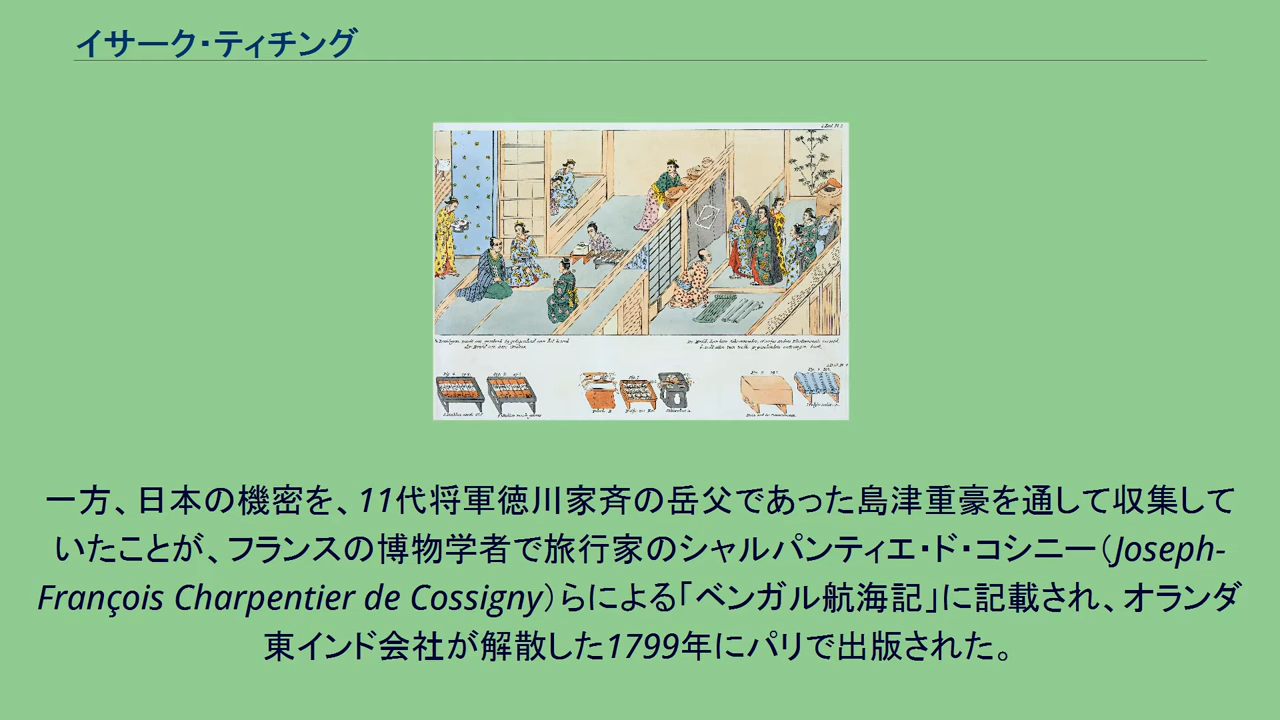 イサーク・ティチング
一方、日本の機密を、11代将軍徳川家斉の岳父であった島津重豪を通して収集して
いたことが、フランスの博物学者で旅行家のシャルパンティエ・ド・コシニー（Joseph-
François Charpentier de Cossigny）らによる「ベンガル航海記」に記載され、オランダ
東インド会社が解散した1799年にパリで出版された。